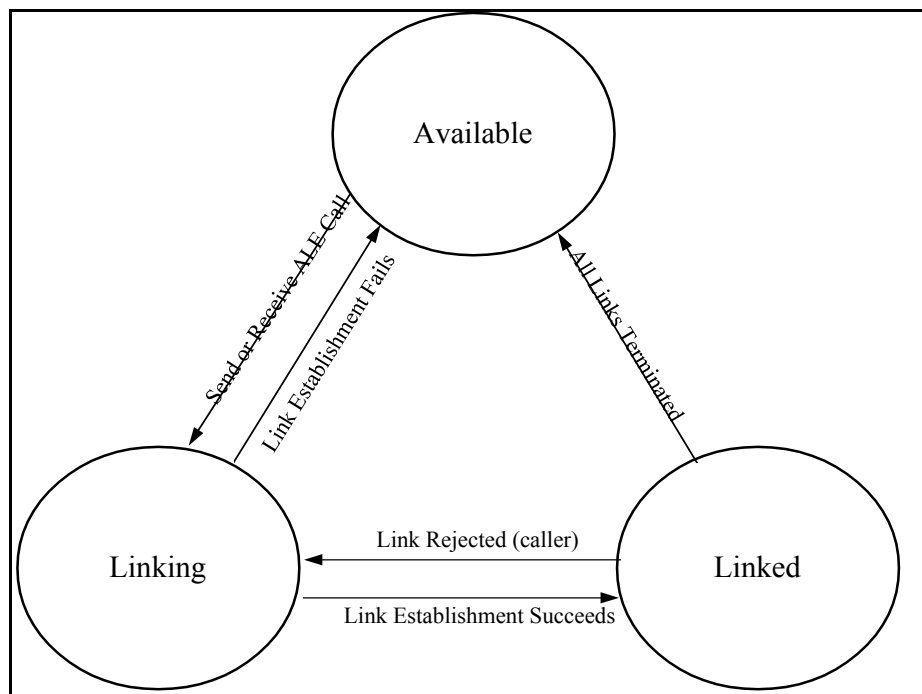 Available
Send or Receive ALE Call
Link Establishment Fails
All Links Terminated
Link Rejected (caller)
Linking
Linked
Link Establishment Succeeds